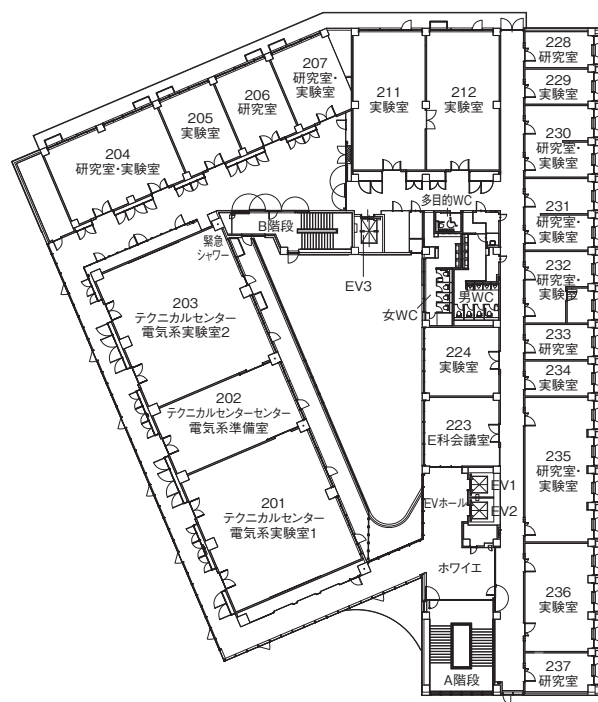 228
研究室
229
実験室
230
研究室・
実験室
231
研究室・
実験室
232
研究室・
実験室
233
研究室
234
実験室
235
研究室・
実験室
236
実験室
237
研究室
207
研究室・
実験室
206
研究室
205
実験室
204
研究室・実験室
211
実験室
212
実験室
多目的WC
B階段
緊急
シャワー
EV3
女WC
男WC
203
テクニカルセンター
電気系実験室2
202
テクニカルセンターセンター
電気系準備室
201
テクニカルセンター
電気系実験室1
224
実験室
223
E科会議室
EV1
EVホール
EV2
ホワイエ
A階段